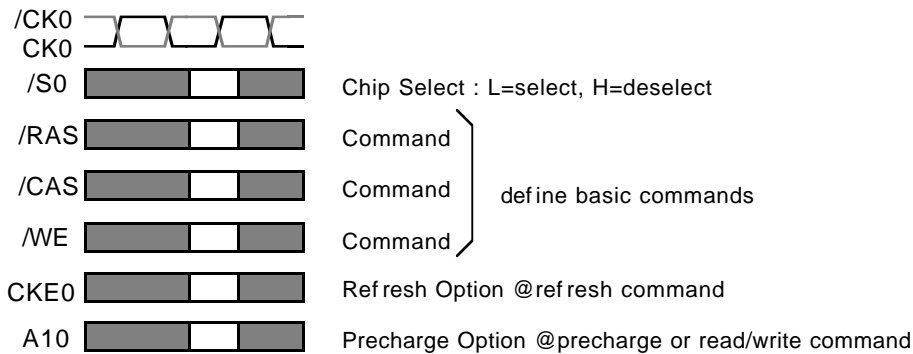 /CK0
CK0
/S0 Chip Select : L=select, H=deselect
/RAS Command
/CAS Command
define basic commands
/WE Command
CKE0 Refresh Option @refresh command
A10 Precharge Option @precharge or read/write command